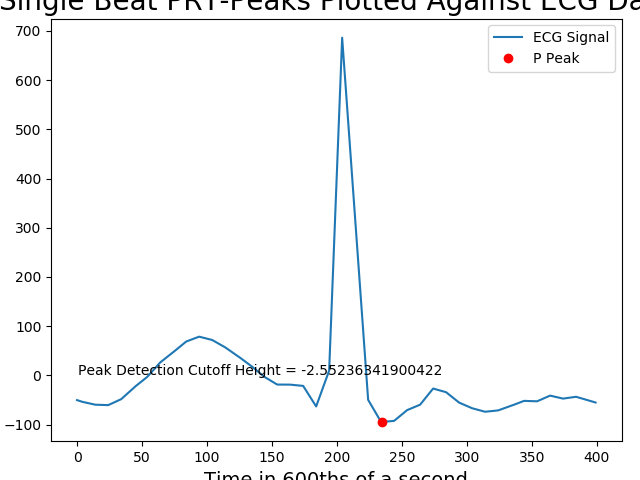 Single Beat PRT-Peaks Plotted Against ECG Da
ECG Signal
P Peak
700
600
500
400
300
200
100
0
−100
Peak Detection Cutoff Height = -2.55236341900422
0 50 100 150 200 250 300 350 400
Time in 600ths of a second